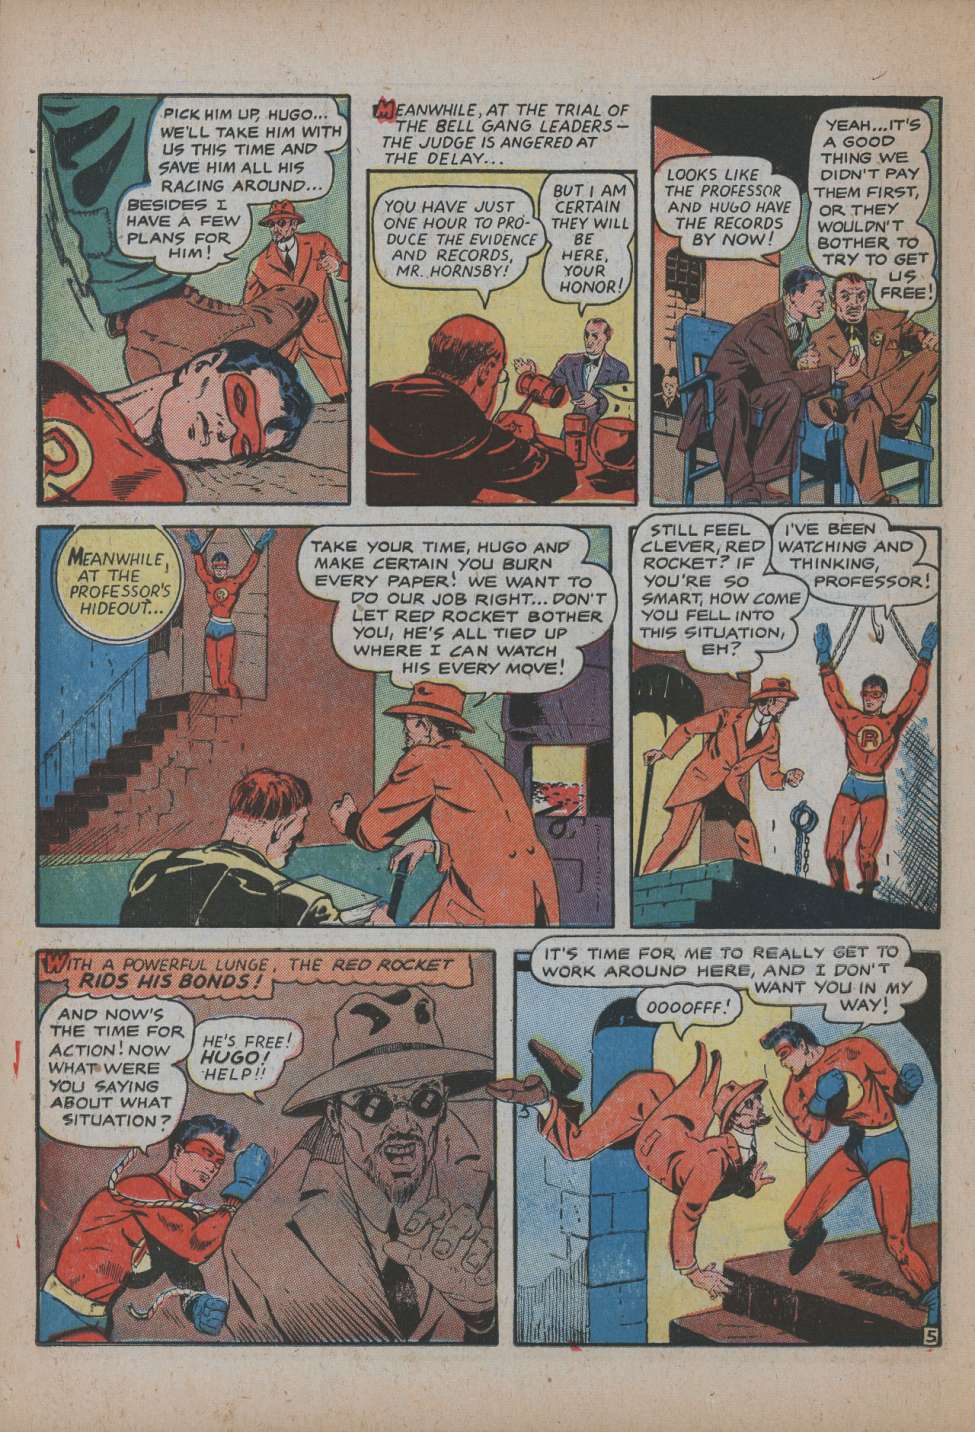 PICK HIM UP, HUGO...
WE'LL TAKE HIM WITH
US THIS TIME AND
SAVE HIM ALL HIS
RACING AROUND...
BESIDES I
HAVE A FEW
PLANS FOR
HIM!
R
MEANWHILE, AT THE TRIAL OF
THE BELL GANG LEADERS—
THE JUDGE IS ANGERED AT
THE DELAY...
YOU HAVE JUST
ONE HOUR TO PRO-
DUCE THE EVIDENCE
AND RECORDS,
MR. HORNSBY!
BUT I AM
CERTAIN
THEY WILL
BE
HERE,
YOUR
HONOR!
LOOKS LIKE
THE PROFESSOR
AND HUGO HAVE
THE RECORDS
BY NOW!
YEAH...IT'S
A GOOD
THING WE
DIDN'T PAY
THEM FIRST,
OR THEY
WOULDN'T
BOTHER TO
TRY TO GET
US
FREE!
MEANWHILE,
AT THE
PROFESSOR'S
HIDEOUT...
R
TAKE YOUR TIME, HUGO AND
MAKE CERTAIN YOU BURN
EVERY PAPER! WE WANT TO
DO OUR JOB RIGHT...DON'T
LET RED ROCKET BOTHER
YOU, HE'S ALL TIED UP
WHERE I CAN WATCH
HIS EVERY MOVE!
STILL FEEL
CLEVER, RED
ROCKET? IF
YOU'RE SO
SMART, HOW COME
YOU FELL INTO
THIS SITUATION,
EH?
I'VE BEEN
WATCHING AND
THINKING,
PROFESSOR!
R
WITH A POWERFUL LUNGE, THE RED ROCKET
RIDS HIS BONDS!
AND NOW'S
THE TIME FOR
ACTION! NOW
WHAT WERE
YOU SAYING
ABOUT WHAT
SITUATION?
HE'S FREE!
HUGO!
HELP!!
IT'S TIME FOR ME TO REALLY GET TO
WORK AROUND HERE, AND I DON'T
WANT YOU IN MY
WAY!
OOOOFFF!
5